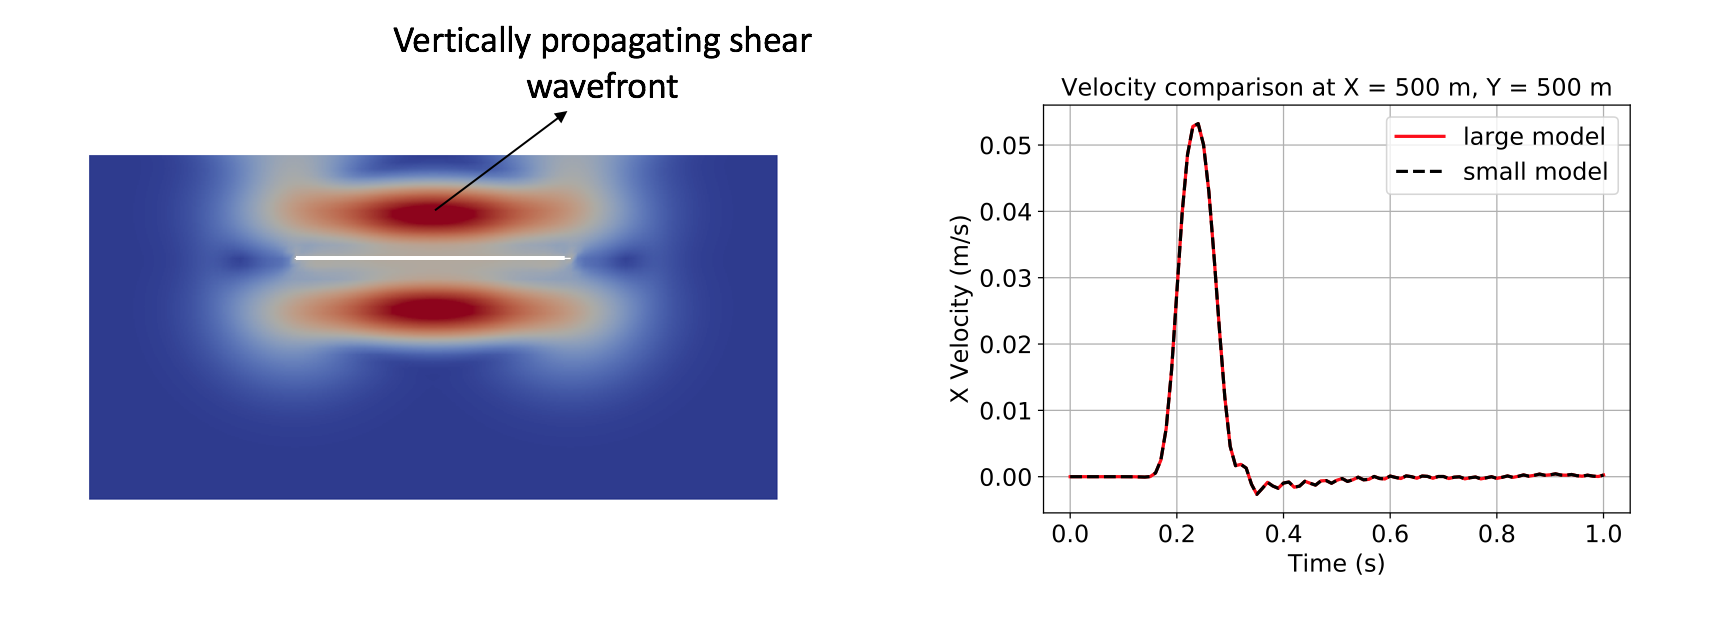 Vertically propagating shear
wavefront
Velocity comparison at X = 500 m, Y = 500 m
large model
small model
X Velocity (m/s)
0.05
0.04
0.03
0.02
0.01
0.00
0.0 0.2 0.4 0.6 0.8 1.0
Time (s)